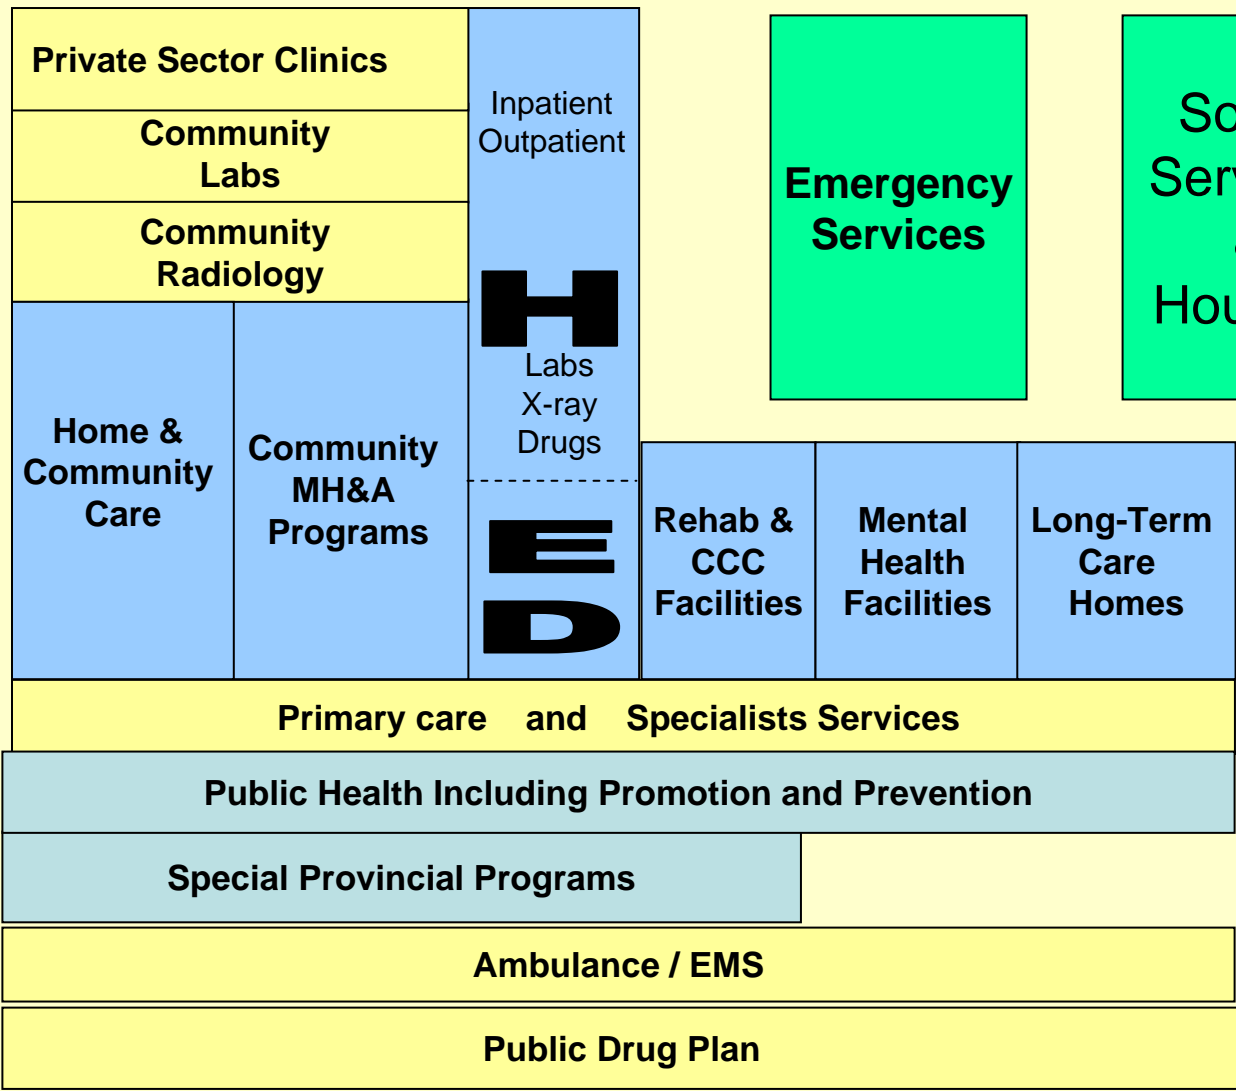 Private Sector Clinics
Community
Labs
Community
Radiology
Home &
Community
Care
Community
MH&A
Programs
Inpatient
Outpatient
H
Labs
X-ray
Drugs
E
D
Emergency
Services
Rehab &
CCC
Facilities
Mental
Health
Facilities
Long-Term
Care
Homes
Primary care and Specialists Services
Public Health Including Promotion and Prevention
Special Provincial Programs
Ambulance / EMS
Public Drug Plan